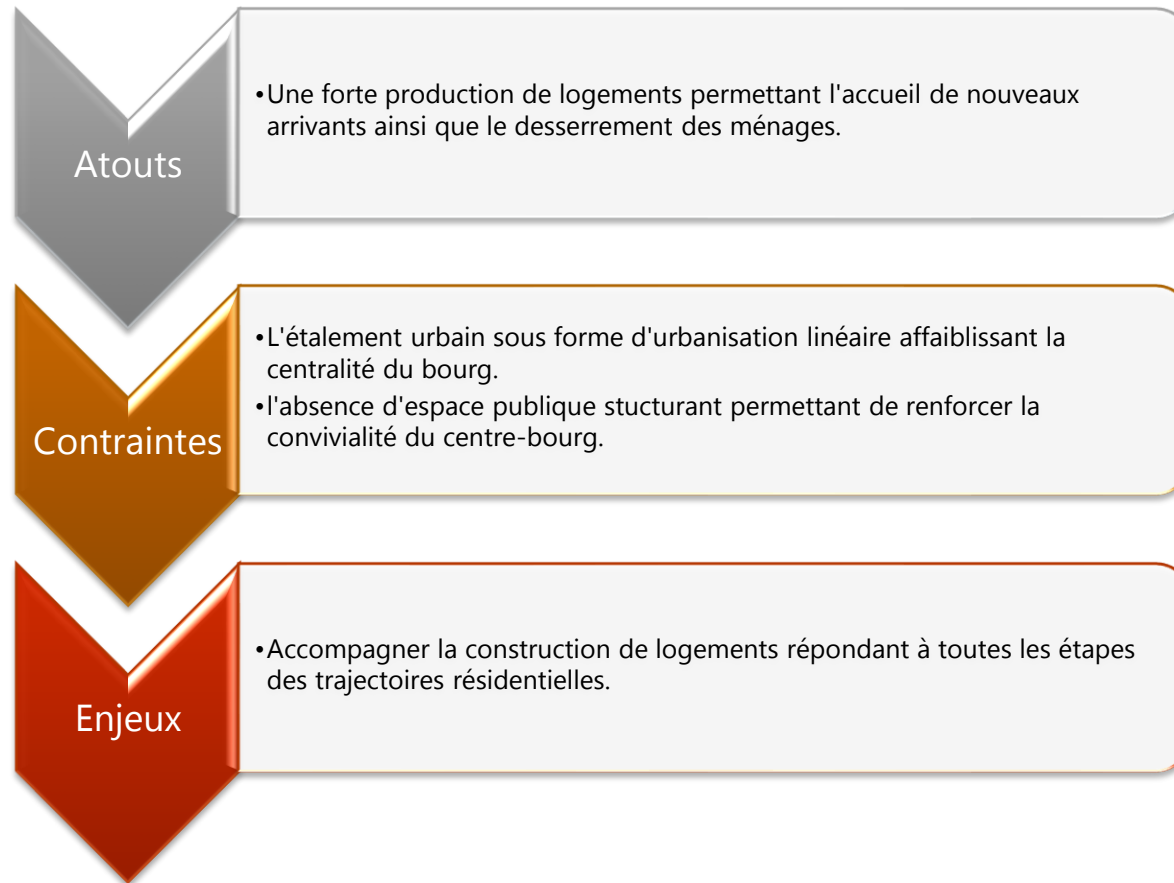 Atouts
•Une forte production de logements permettant l'accueil de nouveaux
arrivants ainsi que le desserrement des ménages.
Contraintes
•L'étalement urbain sous forme d'urbanisation linéaire affaiblissant la
centralité du bourg.
•l'absence d'espace publique stucturant permettant de renforcer la
convivialité du centre-bourg.
Enjeux
•Accompagner la construction de logements répondant à toutes les étapes
des trajectoires résidentielles.